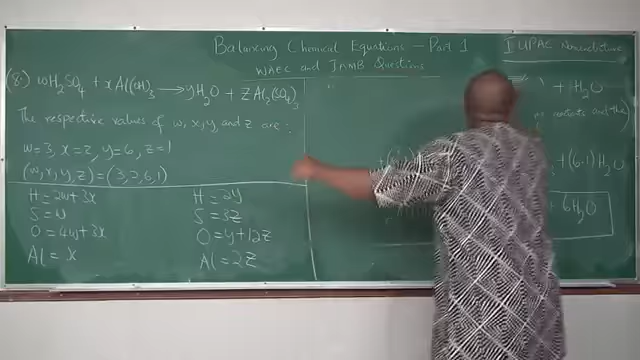 Balancing Chemical Equations - Part 1
IUPAC Nomenclature
WAEC and JAMB Questions
(8. wH₂SO₄ + xAl(OH)₃ → yH₂O + zAl₂(SO₄)₃
The respective values of w, x, y, and z are:
w=3, x=2, y=6, z=1
(w,x,y,z) = (3,2,6,1)
H = 2w+3x
S = w
O = 4w+3x
Al = x
H = 2y
S = 3z
O = y+12z
Al = 2z
+ H₂O
and the
+(6-1)H₂O
6H₂O